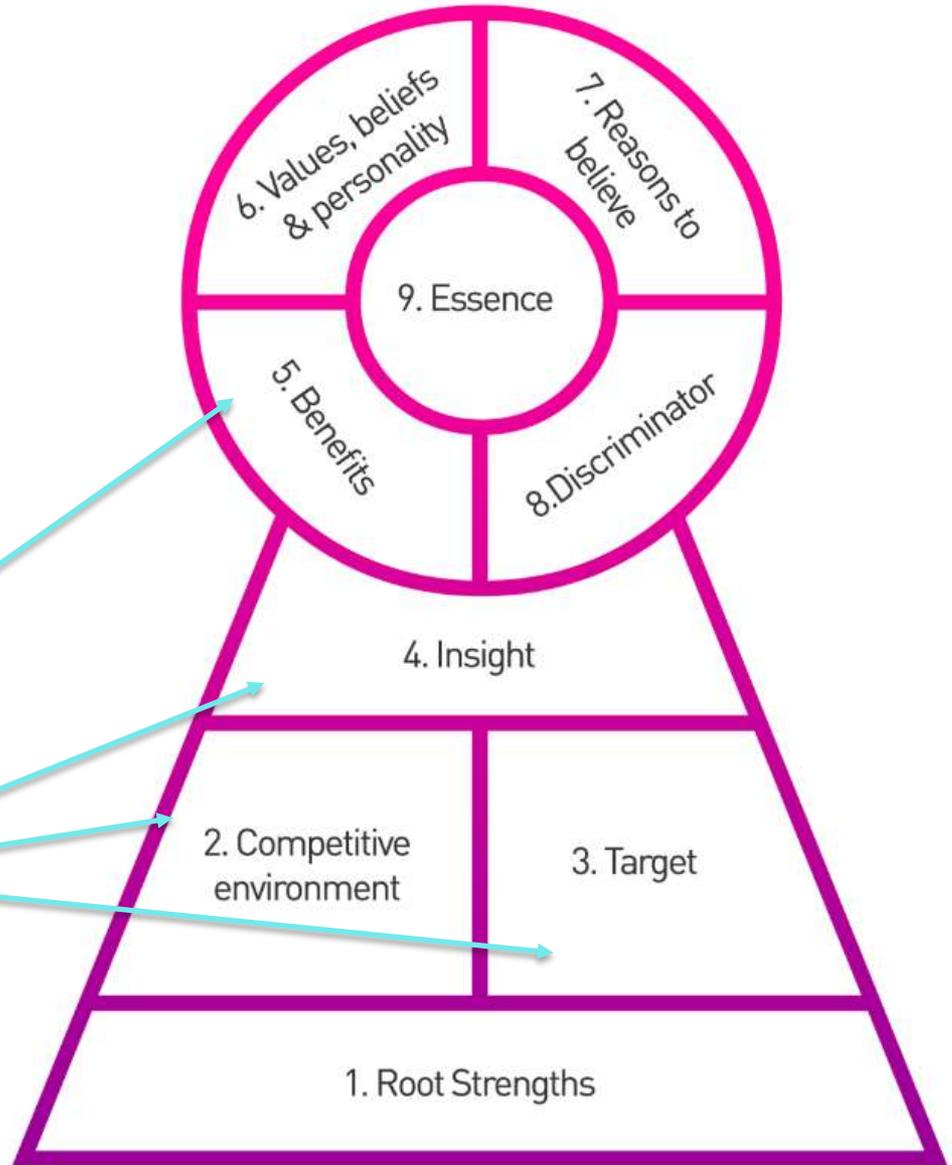 6. Values, beliefs
& personality
7. Reasons to
believe
9. Essence
5. Benefits
8.Discriminator
4. Insight
2. Competitive
environment
3. Target
1. Root Strengths